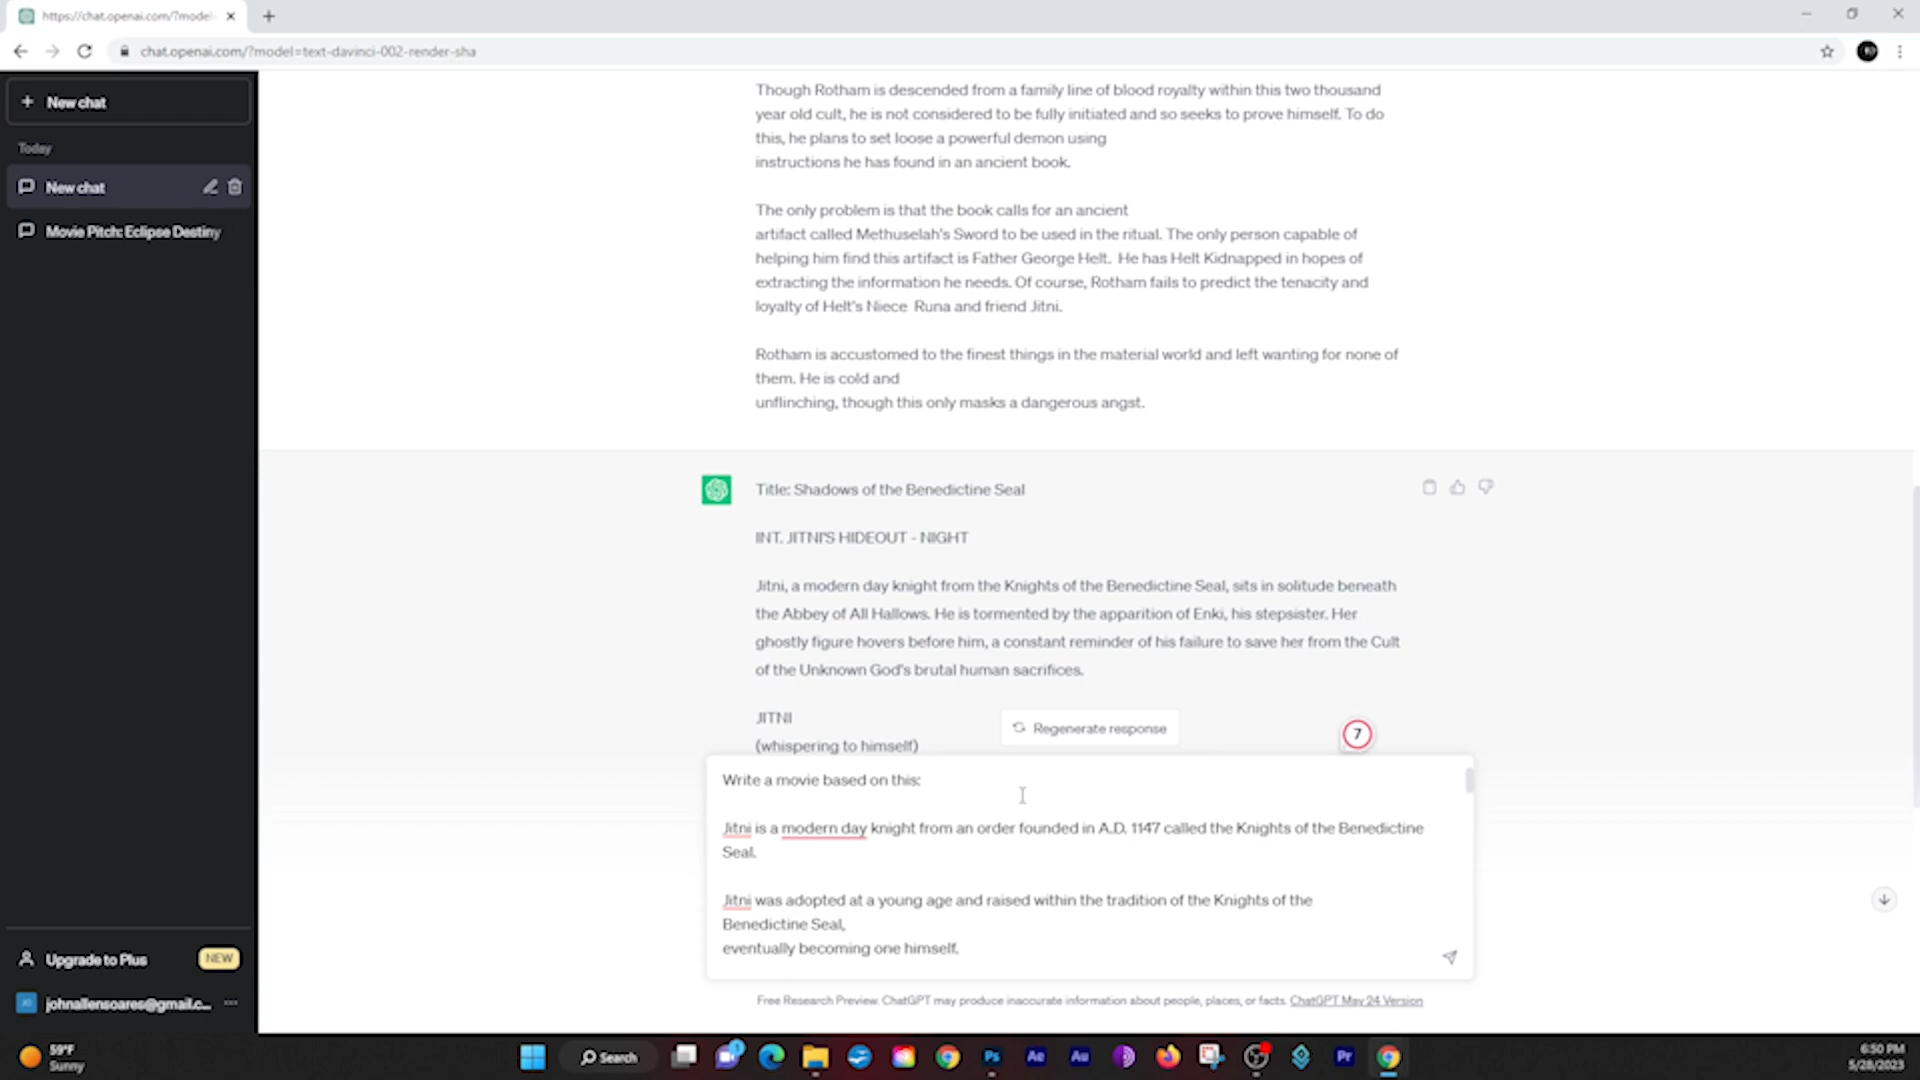 https://chat.openai.com/?model=
chat.openai.com/?model=text-davinci-002-render-sha
New chat
Today
New chat
Movie Pitch: Eclipse Destiny
Though Rotham is descended from a family line of blood royalty within this two thousand
year old cult, he is not considered to be fully initiated and so seeks to prove himself. To do
this, he plans to set loose a powerful demon using
instructions he has found in an ancient book.
The only problem is that the book calls for an ancient
artifact called Methuselah's Sword to be used in the ritual. The only person capable of
helping him find this artifact is Father George Helt. He has Helt Kidnapped in hopes of
extracting the information he needs. Of course, Rotham fails to predict the tenacity and
loyalty of Helt's Niece Runa and friend Jitni.
Rotham is accustomed to the finest things in the material world and left wanting for none of
them. He is cold and
unflinching, though this only masks a dangerous angst.
Title: Shadows of the Benedictine Seal
INT. JITNI'S HIDEOUT - NIGHT
Jitni, a modern day knight from the Knights of the Benedictine Seal, sits in solitude beneath
the Abbey of All Hallows. He is tormented by the apparition of Enki, his stepsister. Her
ghostly figure hovers before him, a constant reminder of his failure to save her from the Cult
of the Unknown God's brutal human sacrifices.
JITNI
(whispering to himself)
Regenerate response
7
Write a movie based on this:
Jitni is a modern day knight from an order founded in A.D. 1147 called the Knights of the Benedictine
Seal.
Jitni was adopted at a young age and raised within the tradition of the Knights of the
Benedictine Seal,
eventually becoming one himself.
Upgrade to Plus NEW
johnallensoares@gmail.c...
Free Research Preview. ChatGPT may produce inaccurate information about people, places, or facts. ChatGPT May 24 Version
59°F
Sunny
Search
Ps
Ae
Au
Pr
6:50 PM
5/28/2023